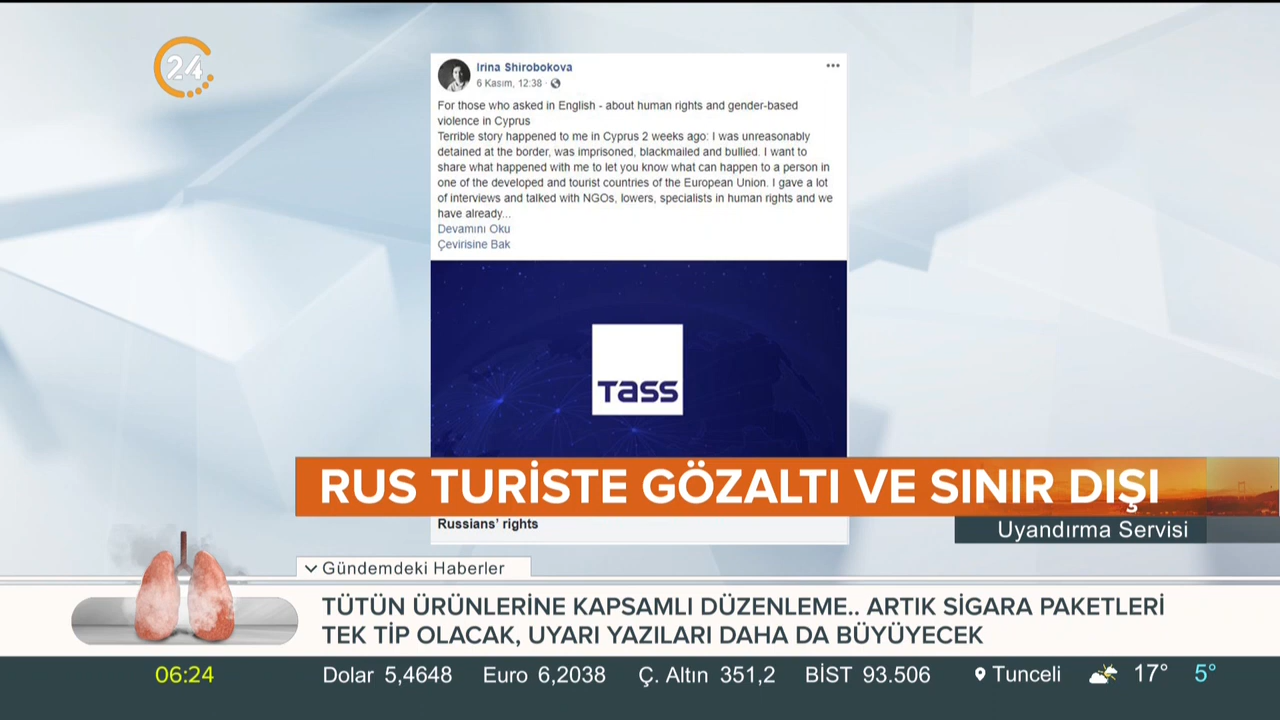 24
Irina Shirobokova
6 Kasım, 12:38
For those who asked in English - about human rights and gender-based
violence in Cyprus
Terrible story happened to me in Cyprus 2 weeks ago: I was unreasonably
detained at the border, was imprisoned, blackmailed and bullied. I want to
share what happened with me to let you know what can happen to a person in
one of the developed and tourist countries of the European Union. I gave a lot
of interviews and talked with NGOs, lowers, specialists in human rights and we
have already...
Devamını Oku
Çevirisine Bak
TASS
RUS TURİSTE GÖZALTI VE SINIR DIŞI
Russians’ rights
Uyandırma Servisi
Gündemdeki Haberler
TÜTÜN ÜRÜNLERİNE KAPSAMLI DÜZENLEME.. ARTIK SİGARA PAKETLERİ
TEK TİP OLACAK, UYARI YAZILARI DAHA DA BÜYÜYECEK
06:24 Dolar 5,4648 Euro 6,2038 Ç. Altın 351,2 BİST 93.506 Tunceli 17° 5°